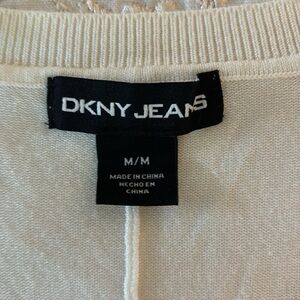 DKNY JEANS
M/M
MADE IN CHINA
HECHO EN
CHINA